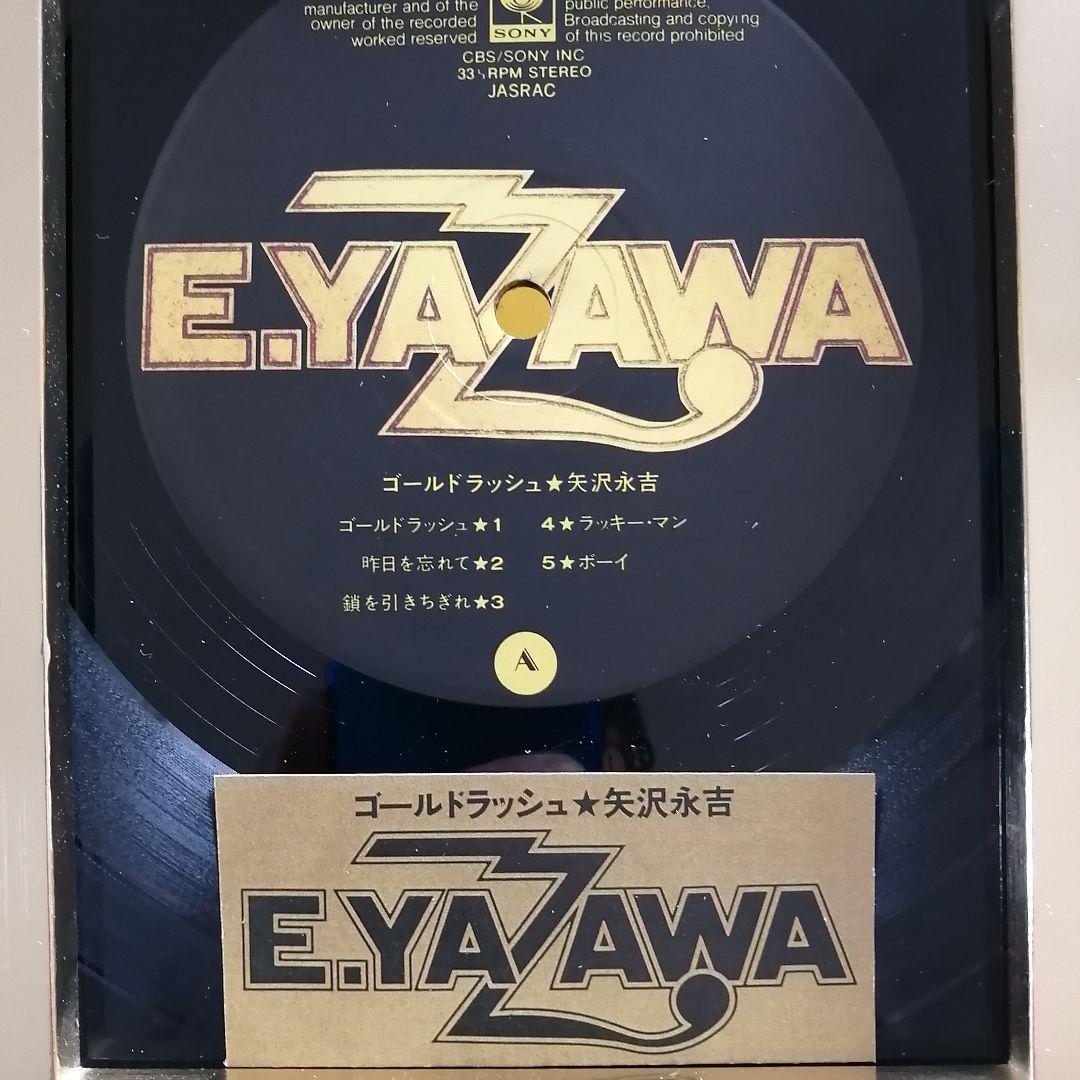 manufacturer and of the
owner of the recorded
worked reserved
SONY
public performance,
Broadcasting and copying
of this record prohibited
CBS/SONY INC
33⅓RPM STEREO
JASRAC
E.YAZAWA
ゴールドラッシュ★矢沢永吉
ゴールドラッシュ★1
昨日を忘れて★2
鎖を引きちぎれ★3
4★ラッキー・マン
5★ボーイ
A
ゴールドラッシュ★矢沢永吉
E.YAZAWA